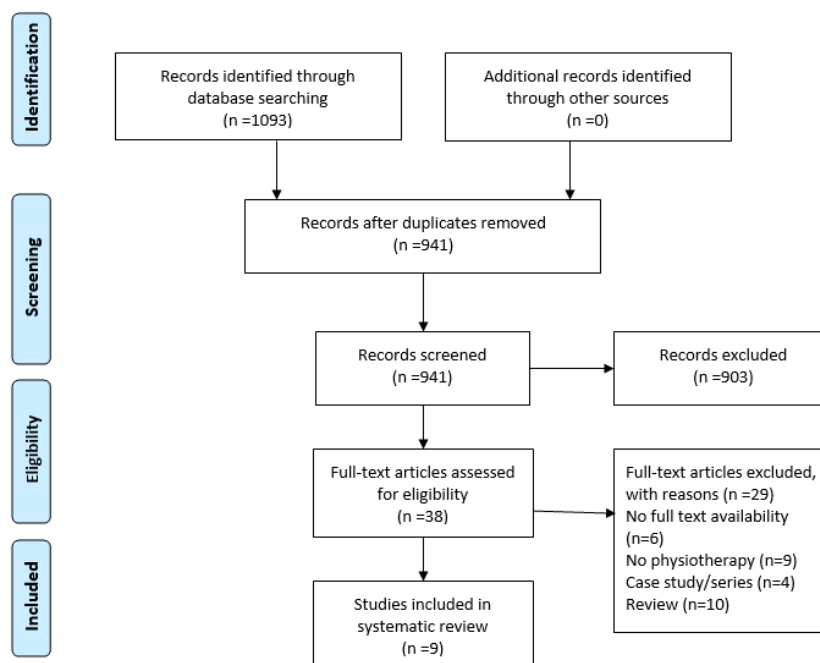 Identification
Records identified through
database searching
(n =1093)
Additional records identified
through other sources
(n =0)
Screening
Records after duplicates removed
(n =941)
Records screened
(n =941)
Records excluded
(n =903)
Eligibility
Full-text articles assessed
for eligibility
(n =38)
Full-text articles excluded,
with reasons (n =29)
No full text availability
(n=6)
No physiotherapy (n=9)
Case study/series (n=4)
Review (n=10)
Included
Studies included in
systematic review
(n =9)